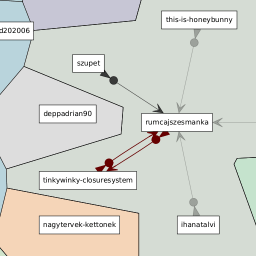 this-is-honeybunny
d202006
szupet
deppadrian90
rumcajszesmanka
tinkywinky-closuresystem
nagytervek-kettonek
ihanatalvi